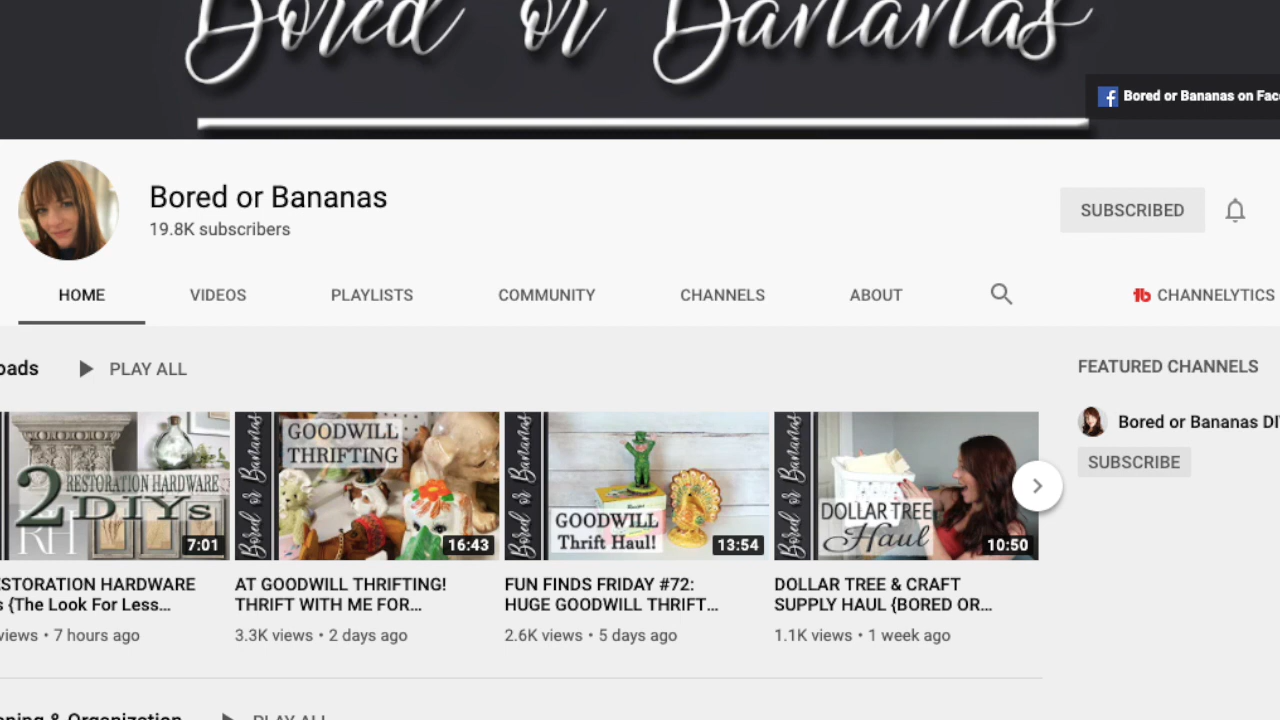 Bored or Bananas
Bored or Bananas on Fac
Bored or Bananas
19.8K subscribers
SUBSCRIBED
HOME VIDEOS PLAYLISTS COMMUNITY CHANNELS ABOUT CHANNELYTICS
oads PLAY ALL
FEATURED CHANNELS
Bored or Bananas DI
SUBSCRIBE
2 RESTORATION HARDWARE
DIYs
RH
7:01
Bored or Bananas
GOODWILL
THRIFTING
16:43
Bored or Bananas
GOODWILL
Thrift Haul!
13:54
Bored or Bananas
DOLLAR TREE
Haul
10:50
ESTORATION HARDWARE
s {The Look For Less...
views • 7 hours ago
AT GOODWILL THRIFTING!
THRIFT WITH ME FOR...
3.3K views • 2 days ago
FUN FINDS FRIDAY #72:
HUGE GOODWILL THRIFT...
2.6K views • 5 days ago
DOLLAR TREE & CRAFT
SUPPLY HAUL {BORED OR...
1.1K views • 1 week ago
ning & Organization PLAY ALL